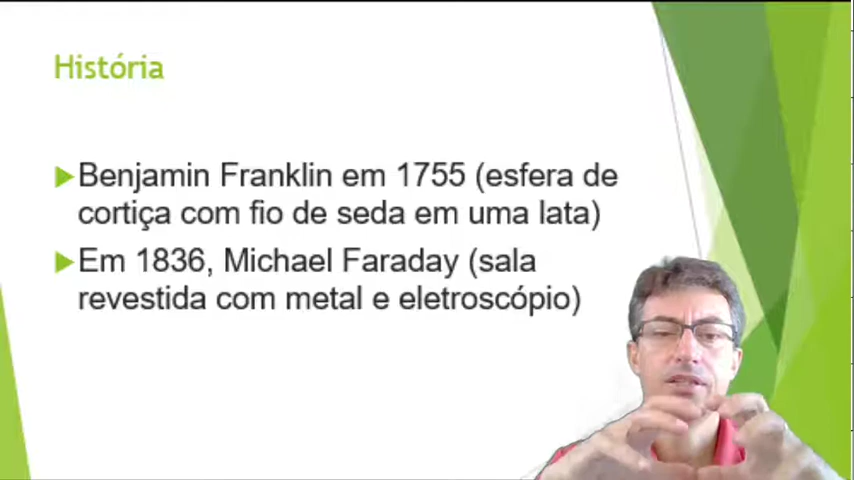 História
Benjamin Franklin em 1755 (esfera de
cortiça com fio de seda em uma lata)
Em 1836, Michael Faraday (sala
revestida com metal e eletroscópio)